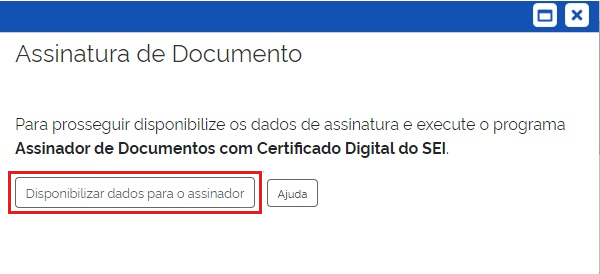 Assinatura de Documento
Para prosseguir disponibilize os dados de assinatura e execute o programa
Assinador de Documentos com Certificado Digital do SEI.
Disponibilizar dados para o assinador
Ajuda